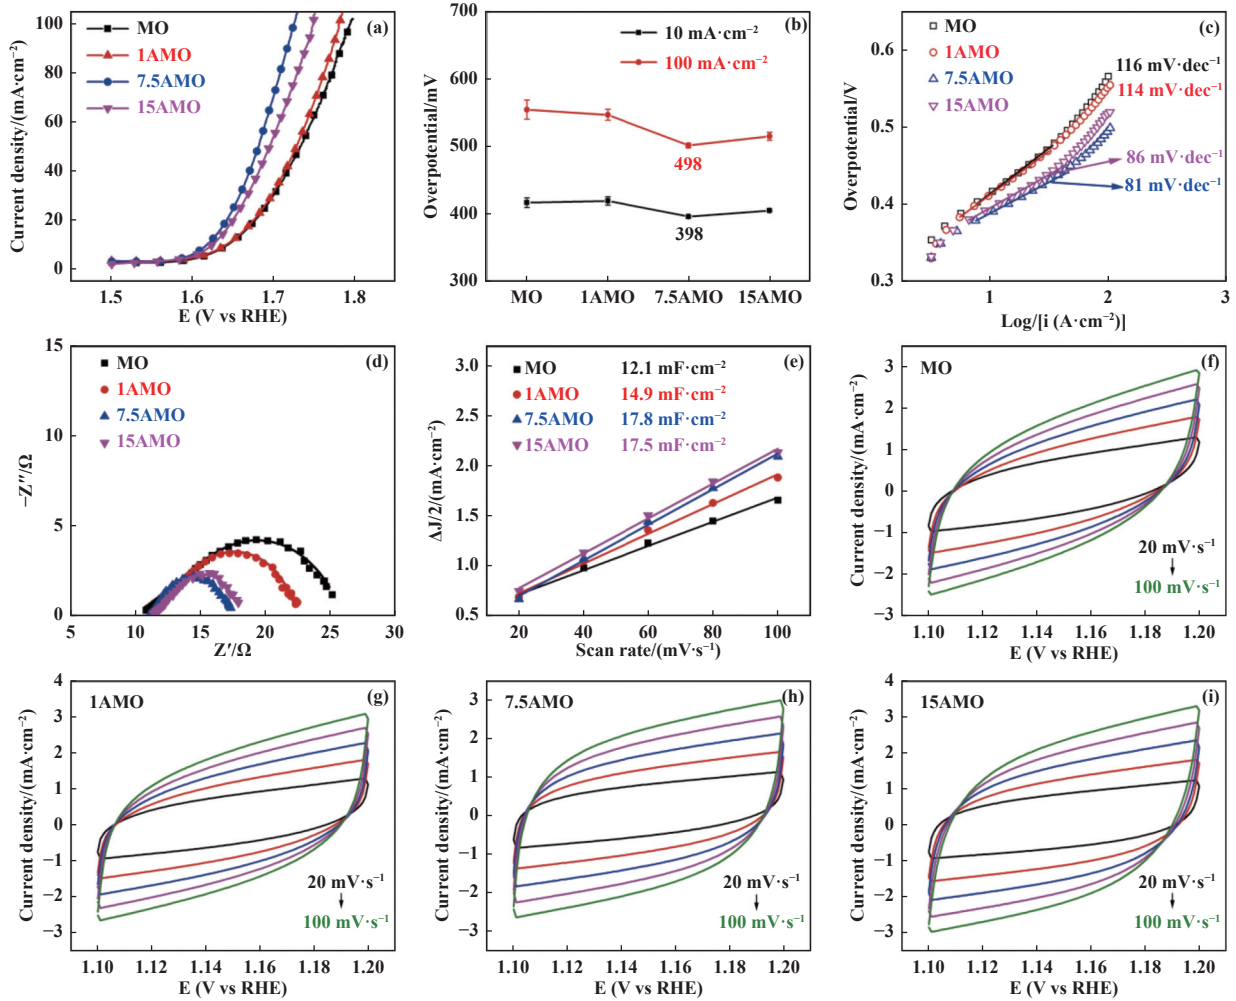 (a)
MO
1AMO
7.5AMO
15AMO
Current density/(mA·cm⁻²)
100
80
60
40
20
0
1.5 1.6 1.7 1.8
E (V vs RHE)
(b)
10 mA·cm⁻²
100 mA·cm⁻²
Overpotential/mV
700
600
500
400
300
498
398
MO 1AMO 7.5AMO 15AMO
(c)
MO
1AMO
7.5AMO
15AMO
116 mV·dec⁻¹
114 mV·dec⁻¹
86 mV·dec⁻¹
81 mV·dec⁻¹
Overpotential/V
0.6
0.5
0.4
0.3
1 2 3
Log/[i (A·cm⁻²)]
(d)
MO
1AMO
7.5AMO
15AMO
−Z″/Ω
15
10
5
0
5 10 15 20 25 30
Z′/Ω
(e)
MO 12.1 mF·cm⁻²
1AMO 14.9 mF·cm⁻²
7.5AMO 17.8 mF·cm⁻²
15AMO 17.5 mF·cm⁻²
ΔJ/2/(mA·cm⁻²)
3.2
2.8
2.5
2.0
1.5
1.0
0.5
20 40 60 80 100
Scan rate/(mV·s⁻¹)
(f)
MO
Current density/(mA·cm⁻²)
3
2
1
0
−1
−2
−3
20 mV·s⁻¹
100 mV·s⁻¹
1.10 1.12 1.14 1.16 1.18 1.20
E (V vs RHE)
(g)
1AMO
Current density/(mA·cm⁻²)
4
3
2
1
0
−1
−2
−3
20 mV·s⁻¹
100 mV·s⁻¹
1.10 1.12 1.14 1.16 1.18 1.20
E (V vs RHE)
(h)
7.5AMO
Current density/(mA·cm⁻²)
3
2
1
0
−1
−2
−3
20 mV·s⁻¹
100 mV·s⁻¹
1.10 1.12 1.14 1.16 1.18 1.20
E (V vs RHE)
(i)
15AMO
Current density/(mA·cm⁻²)
4
3
2
1
0
−1
−2
−3
20 mV·s⁻¹
100 mV·s⁻¹
1.10 1.12 1.14 1.16 1.18 1.20
E (V vs RHE)